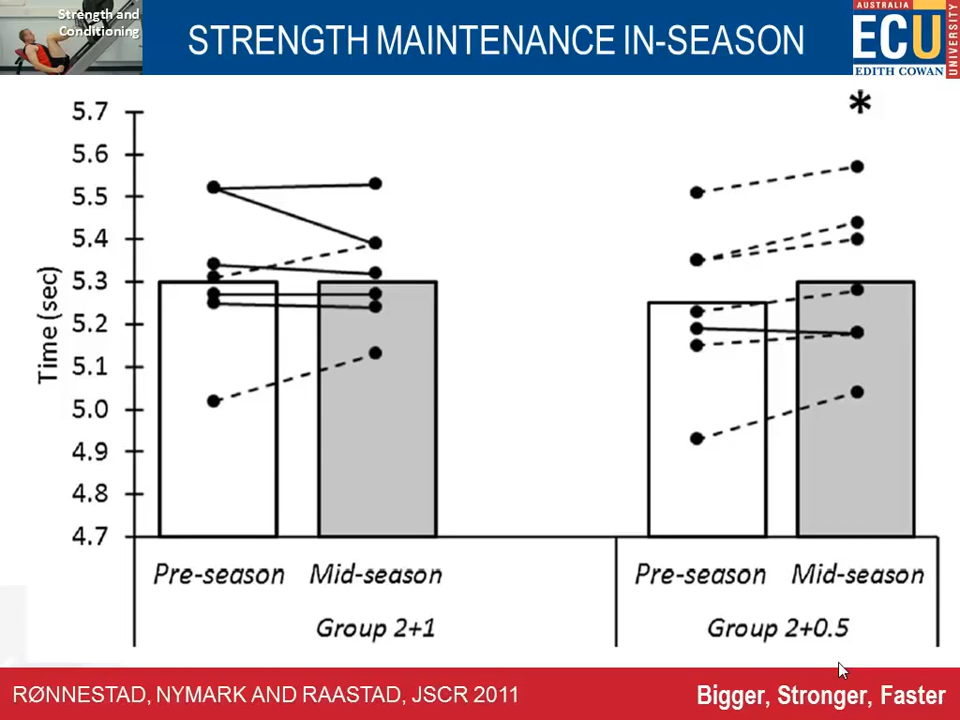 Strength and
Conditioning
STRENGTH MAINTENANCE IN-SEASON
AUSTRALIA
ECU
EDITH COWAN
UNIVERSITY
*
5.7
5.6
5.5
5.4
5.3
5.2
5.1
5.0
4.9
4.8
4.7
Time (sec)
Pre-season Mid-season Pre-season Mid-season
Group 2+1 Group 2+0.5
RØNNESTAD, NYMARK AND RAASTAD, JSCR 2011
Bigger, Stronger, Faster